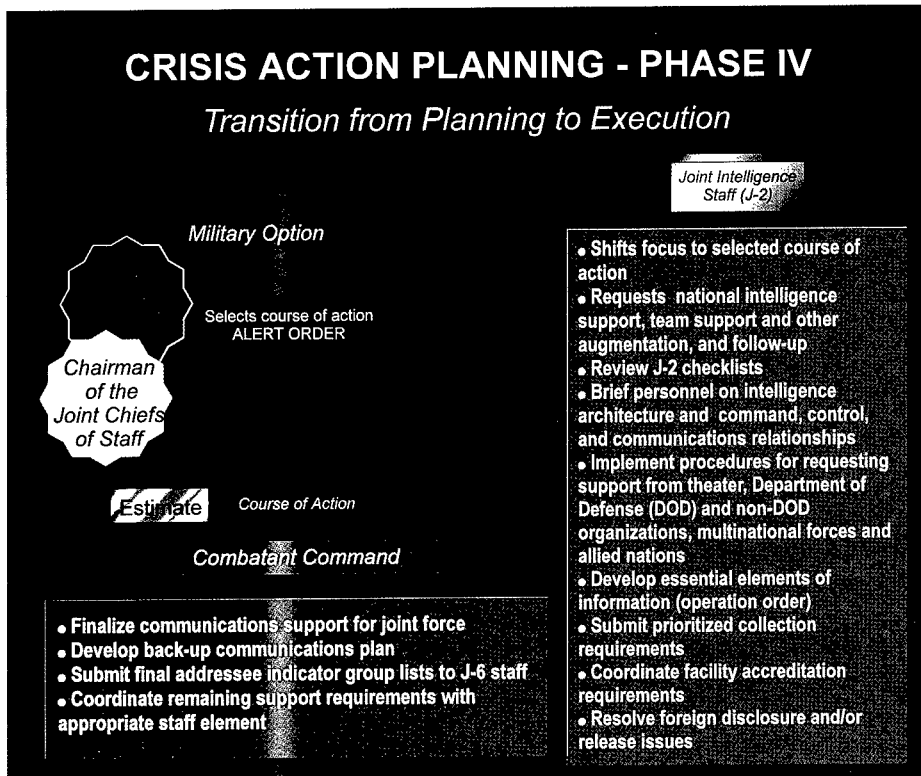 CRISIS ACTION PLANNING - PHASE IV
Transition from Planning to Execution
Military Option
Selects course of action
ALERT ORDER
Chairman
of the
Joint Chiefs
of Staff
Estimate
Course of Action
Combatant Command
• Finalize communications support for joint force
• Develop back-up communications plan
• Submit final addressee indicator group lists to J-6 staff
• Coordinate remaining support requirements with
appropriate staff element
Joint Intelligence
Staff (J-2)
• Shifts focus to selected course of
action
• Requests national intelligence
support, team support and other
augmentation, and follow-up
• Review J-2 checklists
• Brief personnel on intelligence
architecture and command, control,
and communications relationships
• Implement procedures for requesting
support from theater, Department of
Defense (DOD) and non-DOD
organizations, multinational forces and
allied nations
• Develop essential elements of
information (operation order)
• Submit prioritized collection
requirements
• Coordinate facility accreditation
requirements
• Resolve foreign disclosure and/or
release issues